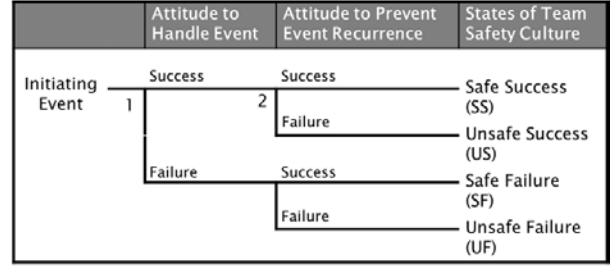 Attitude to
Handle Event
Attitude to Prevent
Event Recurrence
States of Team
Safety Culture
Initiating
Event
1
Success
2
Success
Safe Success
(SS)
Failure
Unsafe Success
(US)
Failure
Success
Safe Failure
(SF)
Failure
Unsafe Failure
(UF)